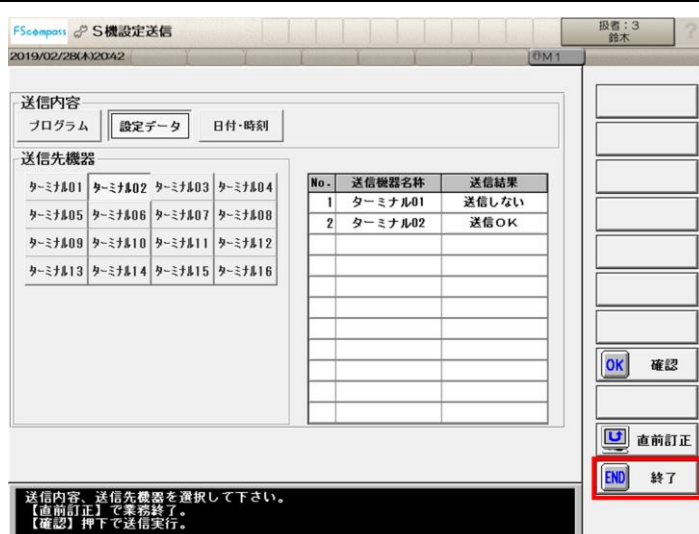 FScompass S機設定送信
扱者：3
鈴木
?
2019/02/28(木)20:42
OM1
送信内容
プログラム 設定データ 日付・時刻
送信先機器
ターミナル01 ターミナル02 ターミナル03 ターミナル04
ターミナル05 ターミナル06 ターミナル07 ターミナル08
ターミナル09 ターミナル10 ターミナル11 ターミナル12
ターミナル13 ターミナル14 ターミナル15 ターミナル16
No. 送信機器名称 送信結果
1 ターミナル01 送信しない
2 ターミナル02 送信OK
OK 確認
直前訂正
END 終了
送信内容、送信先機器を選択して下さい。
【直前訂正】で業務終了。
【確認】押下で送信実行。